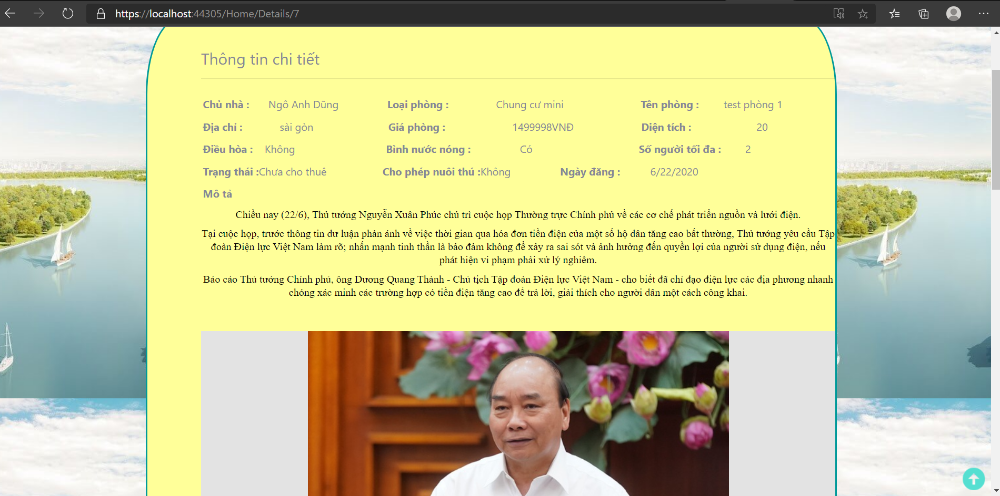 https://localhost:44305/Home/Details/7
Thông tin chi tiết
Chủ nhà : Ngô Anh Dũng Loại phòng : Chung cư mini Tên phòng : test phòng 1
Địa chỉ : sài gòn Giá phòng : 1499998VNĐ Diện tích : 20
Điều hòa : Không Bình nước nóng : Có Số người tối đa : 2
Trạng thái :Chưa cho thuê Cho phép nuôi thú :Không Ngày đăng : 6/22/2020
Mô tả
Chiều nay (22/6), Thủ tướng Nguyễn Xuân Phúc chủ trì cuộc họp Thường trực Chính phủ về các cơ chế phát triển nguồn và lưới điện.
Tại cuộc họp, trước thông tin dư luận phản ánh về việc thời gian qua hóa đơn tiền điện của một số hộ dân tăng cao bất thường, Thủ tướng yêu cầu Tập
đoàn Điện lực Việt Nam làm rõ; nhấn mạnh tinh thần là bảo đảm không để xảy ra sai sót và ảnh hưởng đến quyền lợi của người sử dụng điện, nếu
phát hiện vi phạm phải xử lý nghiêm.
Báo cáo Thủ tướng Chính phủ, ông Dương Quang Thành - Chủ tịch Tập đoàn Điện lực Việt Nam - cho biết đã chỉ đạo điện lực các địa phương nhanh
chóng xác minh các trường hợp có tiền điện tăng cao để trả lời, giải thích cho người dân một cách công khai.